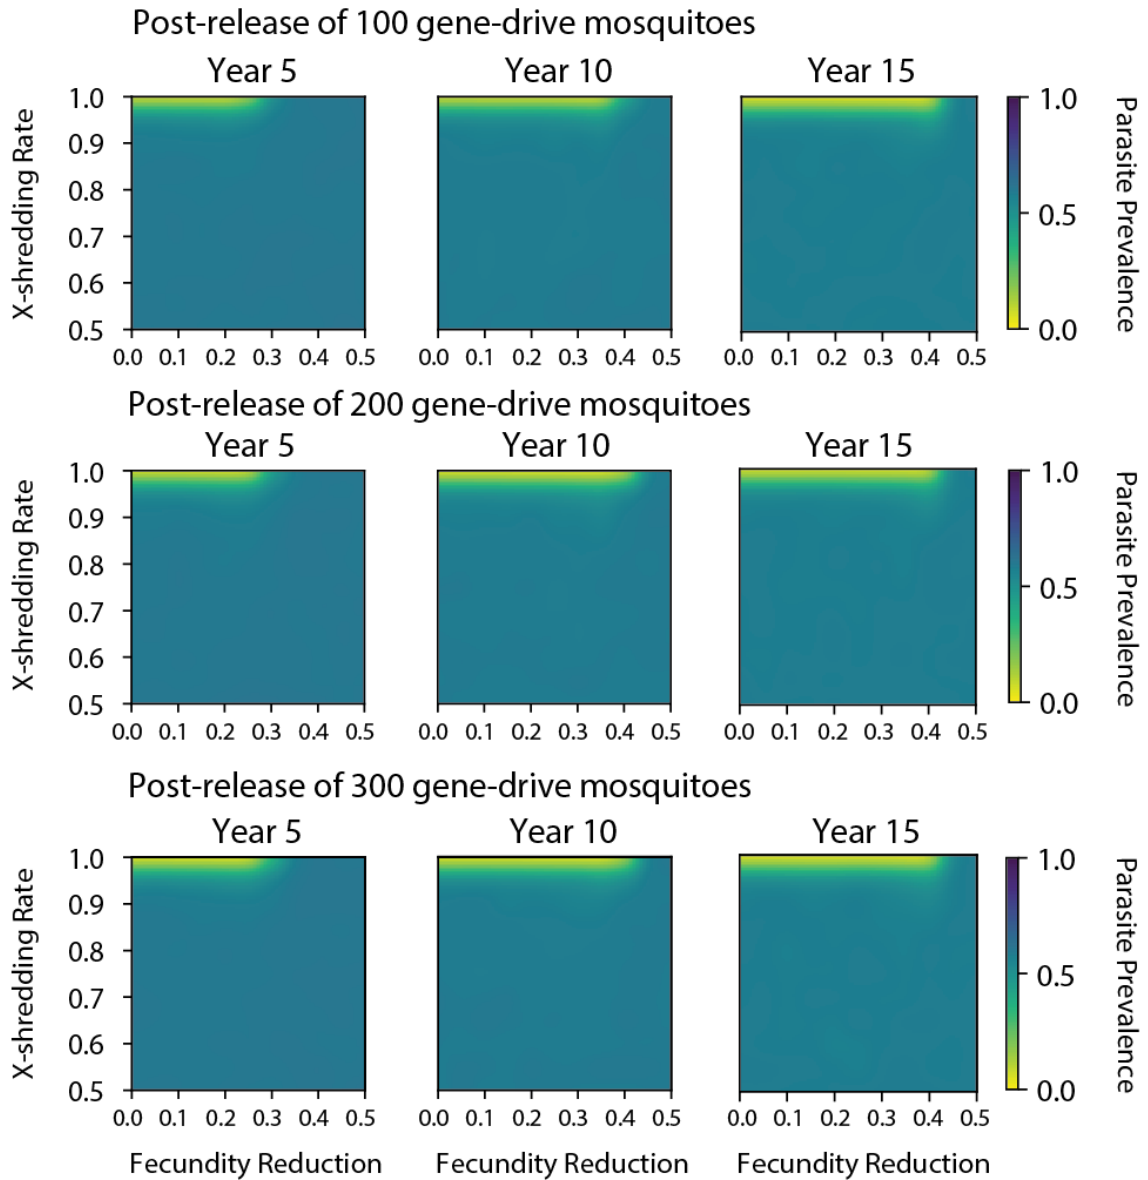 Post-release of 100 gene-drive mosquitoes
Year 5 Year 10 Year 15
X-shredding Rate
1.0
0.9
0.8
0.7
0.6
0.5
0.0 0.1 0.2 0.3 0.4 0.5
0.0 0.1 0.2 0.3 0.4 0.5
0.0 0.1 0.2 0.3 0.4 0.5
1.0
0.5
0.0
Parasite Prevalence
Post-release of 200 gene-drive mosquitoes
Year 5 Year 10 Year 15
X-shredding Rate
1.0
0.9
0.8
0.7
0.6
0.5
0.0 0.1 0.2 0.3 0.4 0.5
0.0 0.1 0.2 0.3 0.4 0.5
0.0 0.1 0.2 0.3 0.4 0.5
1.0
0.5
0.0
Parasite Prevalence
Post-release of 300 gene-drive mosquitoes
Year 5 Year 10 Year 15
X-shredding Rate
1.0
0.9
0.8
0.7
0.6
0.5
0.0 0.1 0.2 0.3 0.4 0.5
0.0 0.1 0.2 0.3 0.4 0.5
0.0 0.1 0.2 0.3 0.4 0.5
1.0
0.5
0.0
Parasite Prevalence
Fecundity Reduction Fecundity Reduction Fecundity Reduction